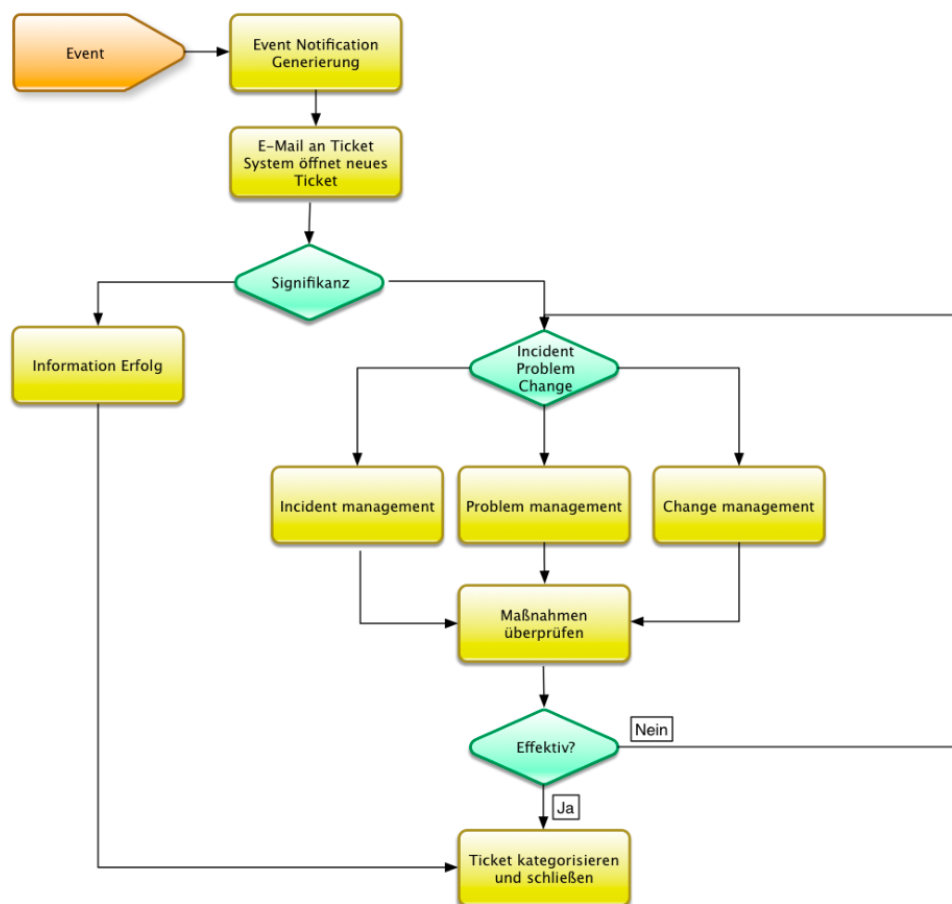 Event
Event Notification
Generierung
E-Mail an Ticket
System öffnet neues
Ticket
Signifikanz
Information Erfolg
Incident
Problem
Change
Incident management
Problem management
Change management
Maßnahmen
überprüfen
Effektiv?
Nein
Ja
Ticket kategorisieren
und schließen